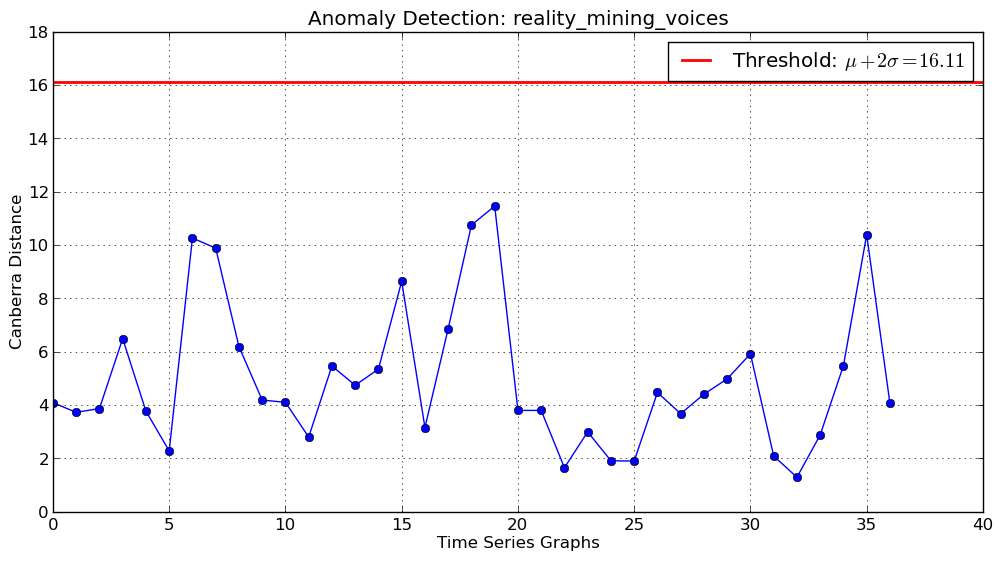 Anomaly Detection: reality_mining_voices
Threshold: μ + 2σ = 16.11
18
16
14
12
10
8
6
4
2
0
Canberra Distance
0 5 10 15 20 25 30 35 40
Time Series Graphs